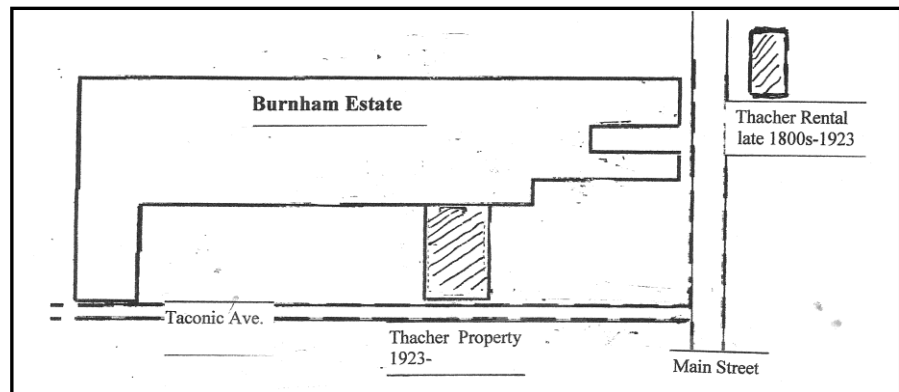 Burnham Estate
Thacher Rental
late 1800s-1923
Taconic Ave.
Thacher Property
1923-
Main Street